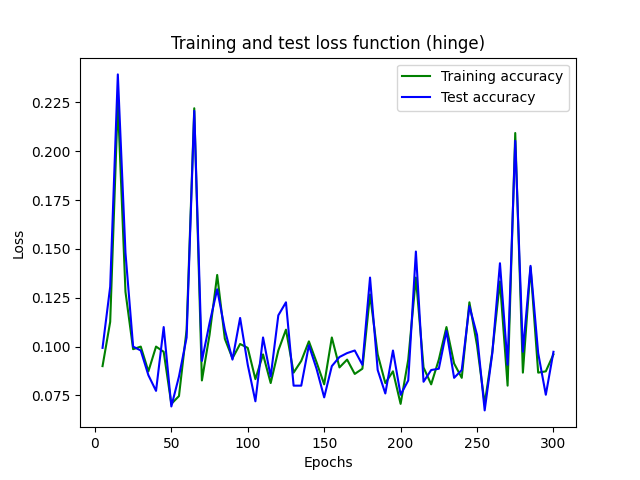 Training and test loss function (hinge)
Training accuracy
Test accuracy
Loss
0.225
0.200
0.175
0.150
0.125
0.100
0.075
0 50 100 150 200 250 300
Epochs